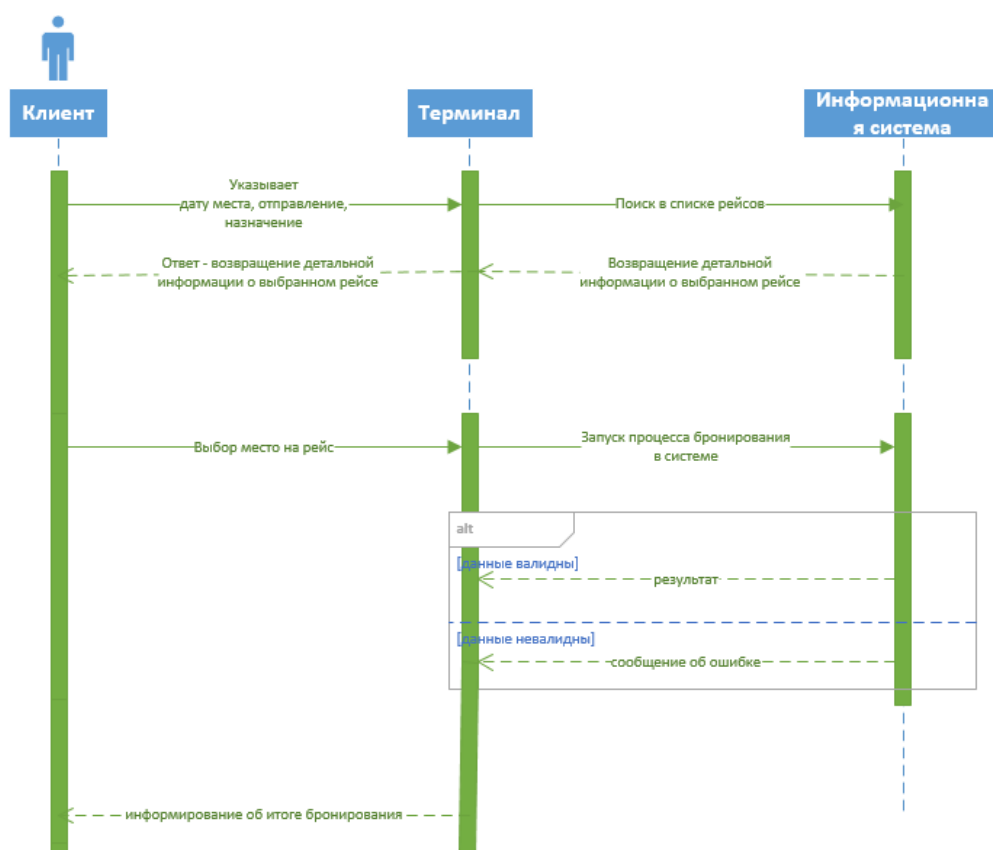 Клиент
Терминал
Информационна
я система
Указывает
дату места, отправление,
назначение
Поиск в списке рейсов
Ответ - возвращение детальной
информации о выбранном рейсе
Возвращение детальной
информации о выбранном рейсе
Выбор место на рейс
Запуск процесса бронирования
в системе
alt
[данные валидны]
результат
[данные невалидны]
сообщение об ошибке
информирование об итоге бронирования